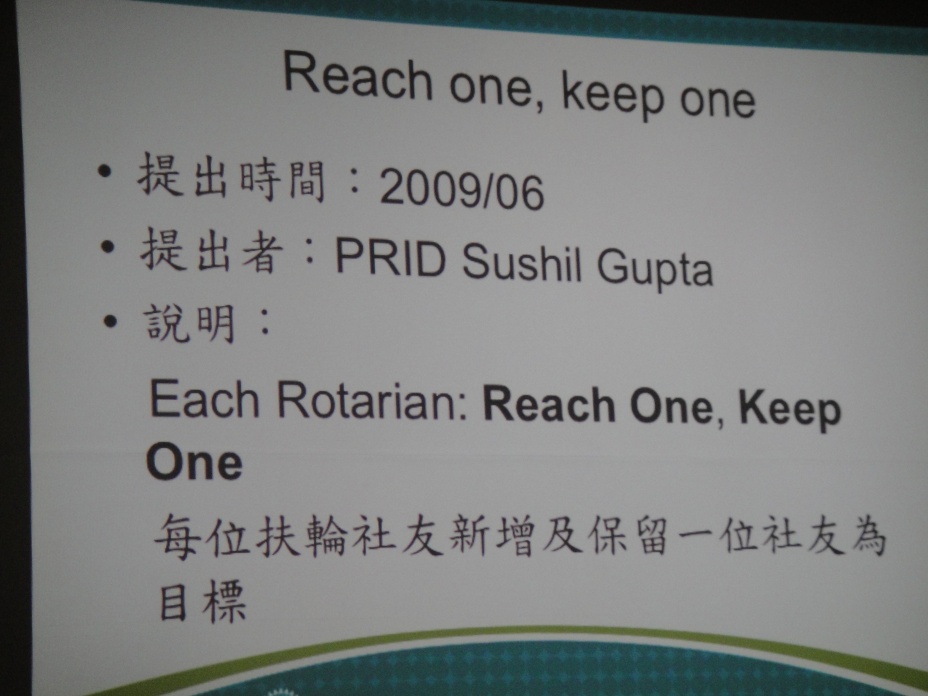 Reach one, keep one
• 提出時間：2009/06
• 提出者：PRID Sushil Gupta
• 說明：
Each Rotarian: Reach One, Keep
One
每位扶輪社友新增及保留一位社友為
目標